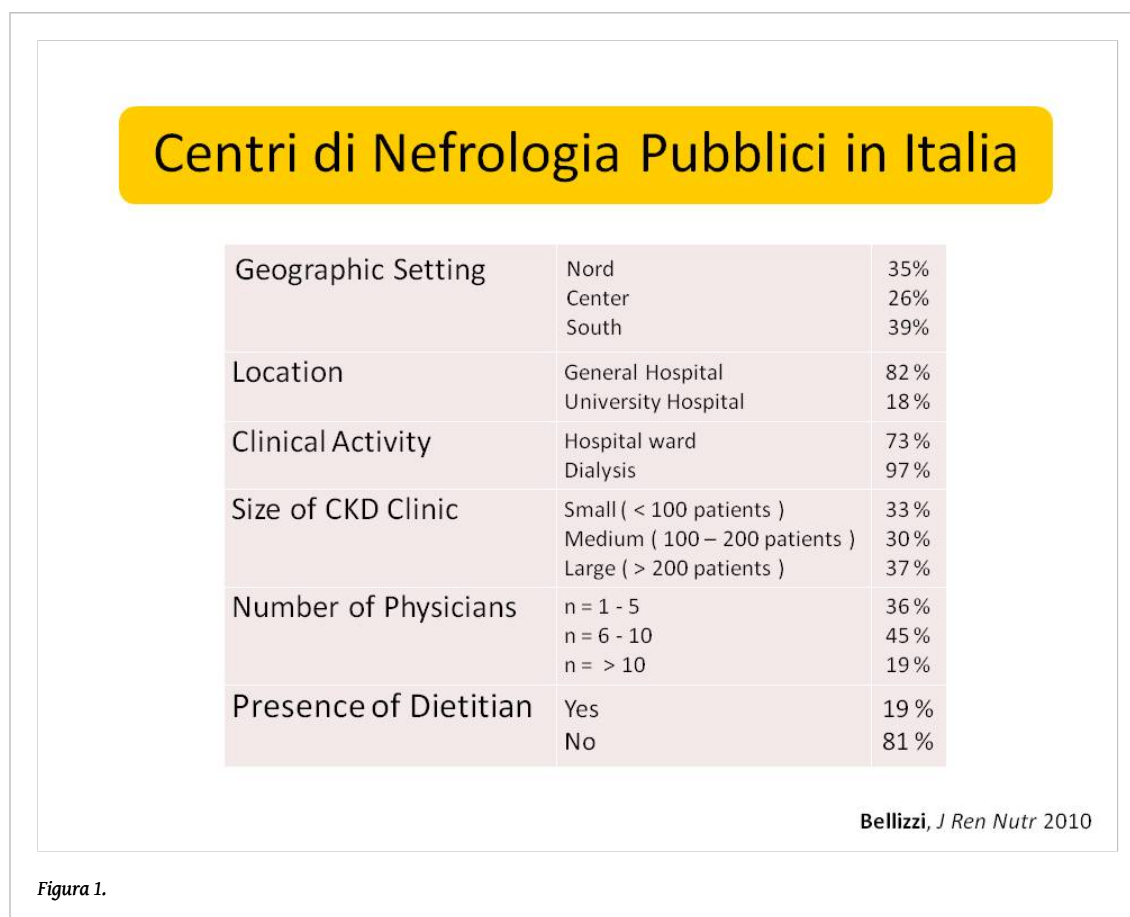 Centri di Nefrologia Pubblici in Italia
Geographic Setting Nord 35%
Center 26%
South 39%
Location General Hospital 82 %
University Hospital 18 %
Clinical Activity Hospital ward 73 %
Dialysis 97 %
Size of CKD Clinic Small ( < 100 patients ) 33 %
Medium ( 100 – 200 patients ) 30 %
Large ( > 200 patients ) 37 %
Number of Physicians n = 1 - 5 36 %
n = 6 - 10 45 %
n = > 10 19 %
Presence of Dietitian Yes 19 %
No 81 %
Bellizzi, J Ren Nutr 2010
Figura 1.